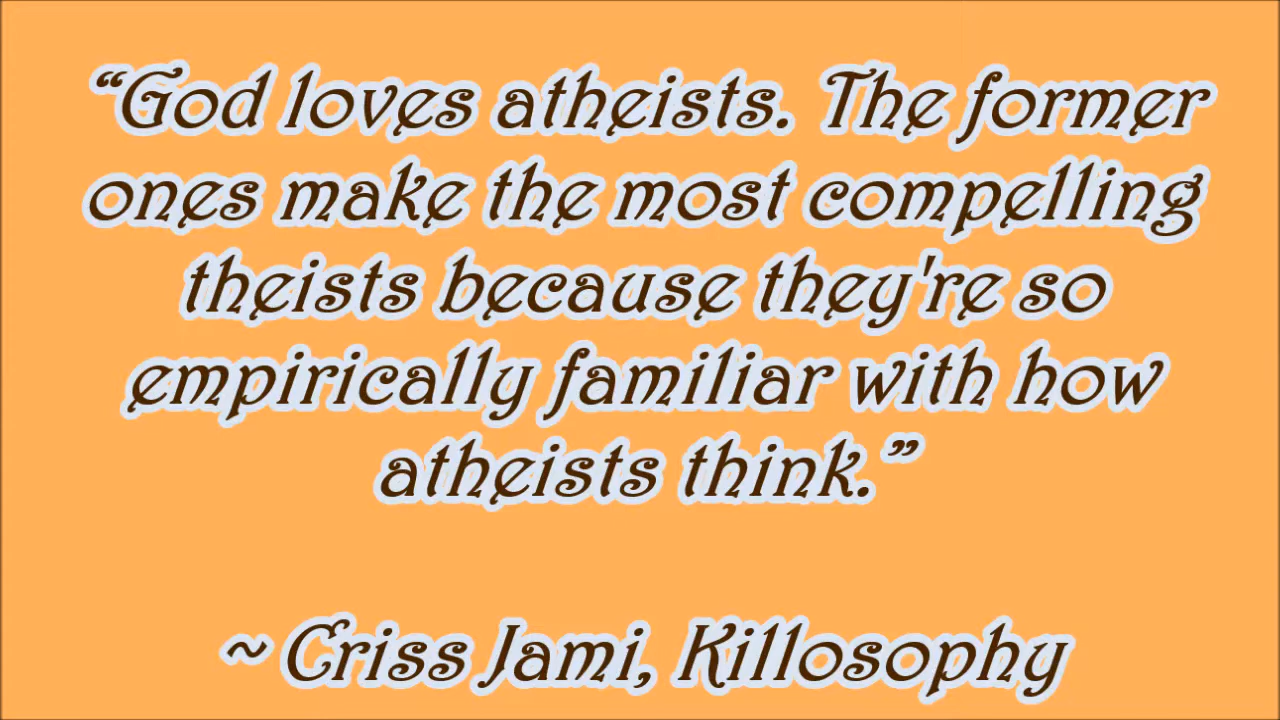 “God loves atheists. The former
ones make the most compelling
theists because they're so
empirically familiar with how
atheists think.”
~ Criss Jami, Killosophy